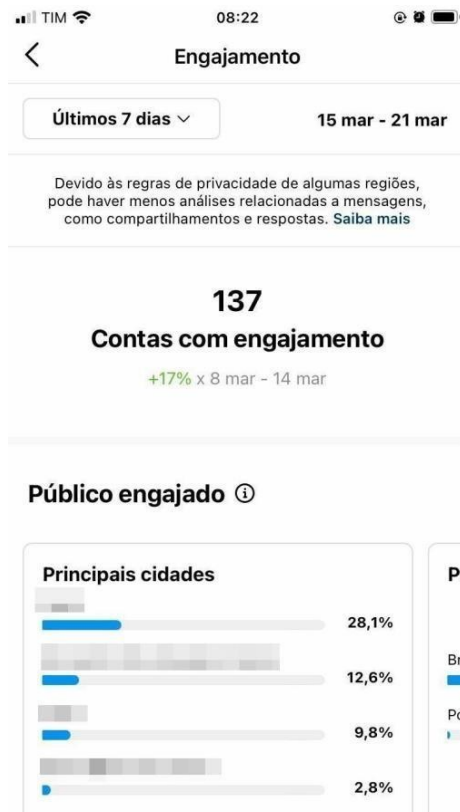 TIM
08:22
Engajamento
Últimos 7 dias
15 mar - 21 mar
Devido às regras de privacidade de algumas regiões,
pode haver menos análises relacionadas a mensagens,
como compartilhamentos e respostas. Saiba mais
137
Contas com engajamento
+17% x 8 mar - 14 mar
Público engajado
Principais cidades
P
28,1%
Br
12,6%
Po
9,8%
2,8%